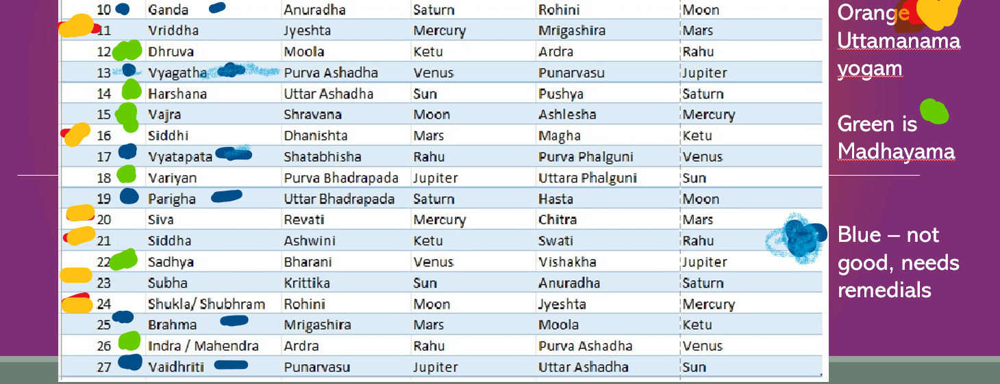 10 Ganda Anuradha Saturn Rohini Moon
11 Vriddha Jyeshta Mercury Mrigashira Mars
12 Dhruva Moola Ketu Ardra Rahu
13 Vyagatha Purva Ashadha Venus Punarvasu Jupiter
14 Harshana Uttar Ashadha Sun Pushya Saturn
15 Vajra Shravana Moon Ashlesha Mercury
16 Siddhi Dhanishta Mars Magha Ketu
17 Vyatapata Shatabhisha Rahu Purva Phalguni Venus
18 Variyan Purva Bhadrapada Jupiter Uttara Phalguni Sun
19 Parigha Uttar Bhadrapada Saturn Hasta Moon
20 Siva Revati Mercury Chitra Mars
21 Siddha Ashwini Ketu Swati Rahu
22 Sadhya Bharani Venus Vishakha Jupiter
23 Subha Krittika Sun Anuradha Saturn
24 Shukla/ Shubhram Rohini Moon Jyeshta Mercury
25 Brahma Mrigashira Mars Moola Ketu
26 Indra / Mahendra Ardra Rahu Purva Ashadha Venus
27 Vaidhriti Punarvasu Jupiter Uttar Ashadha Sun
Orange
Uttamanama
yogam
Green is
Madhayama
Blue – not
good, needs
remedials